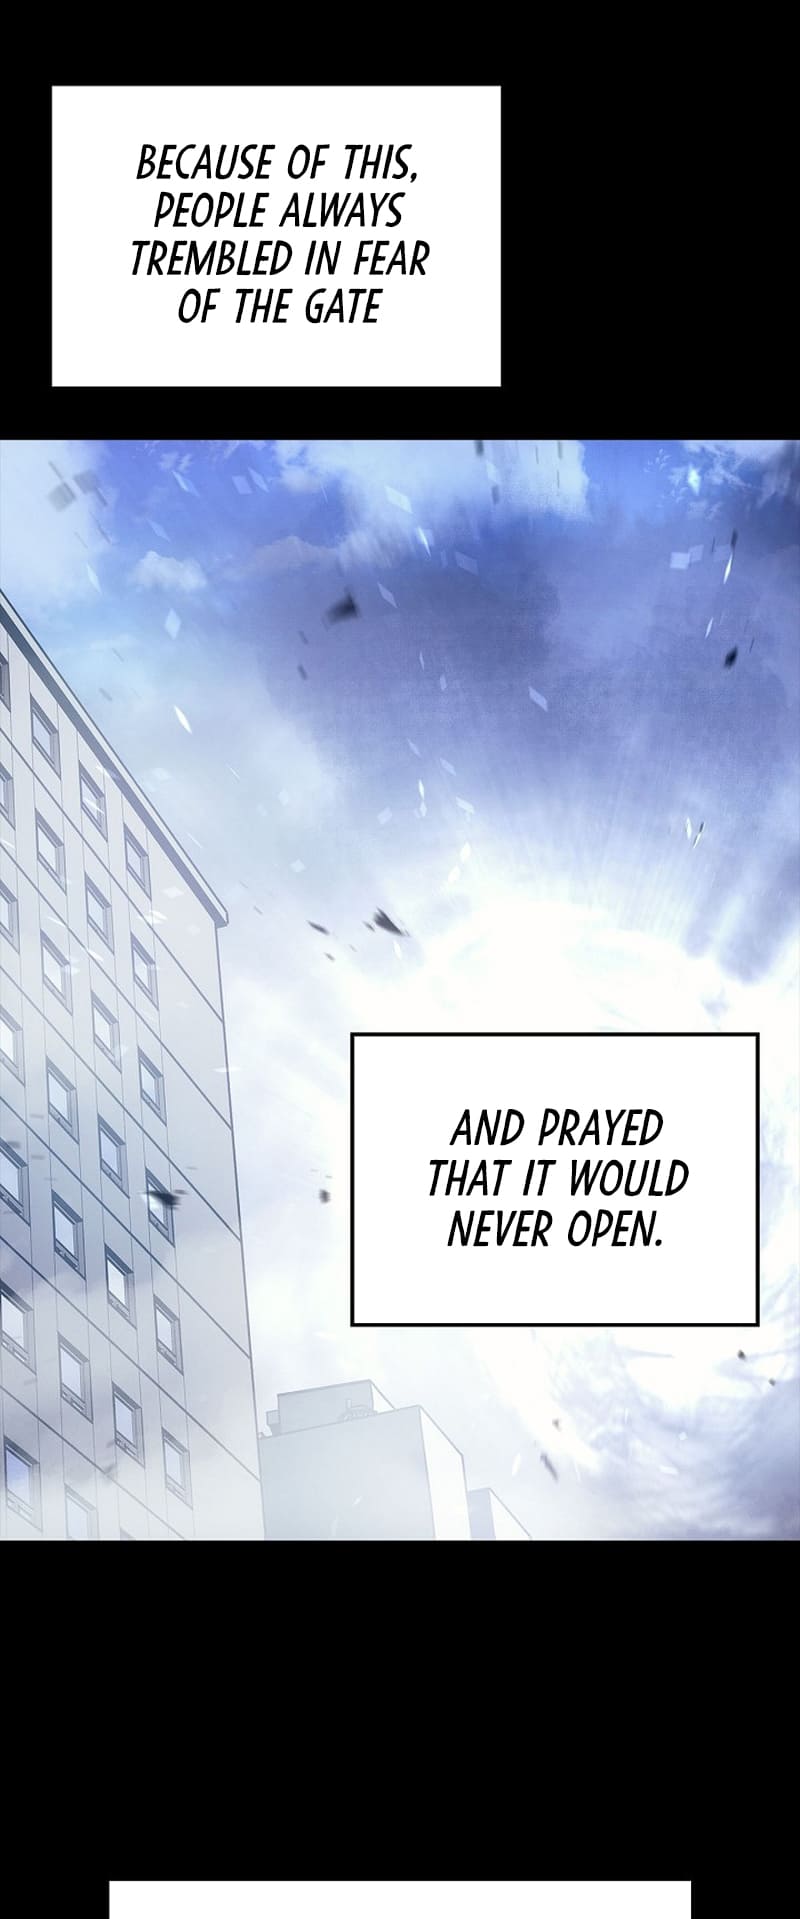 BECAUSE OF THIS,
PEOPLE ALWAYS
TREMBLED IN FEAR
OF THE GATE
AND PRAYED
THAT IT WOULD
NEVER OPEN.